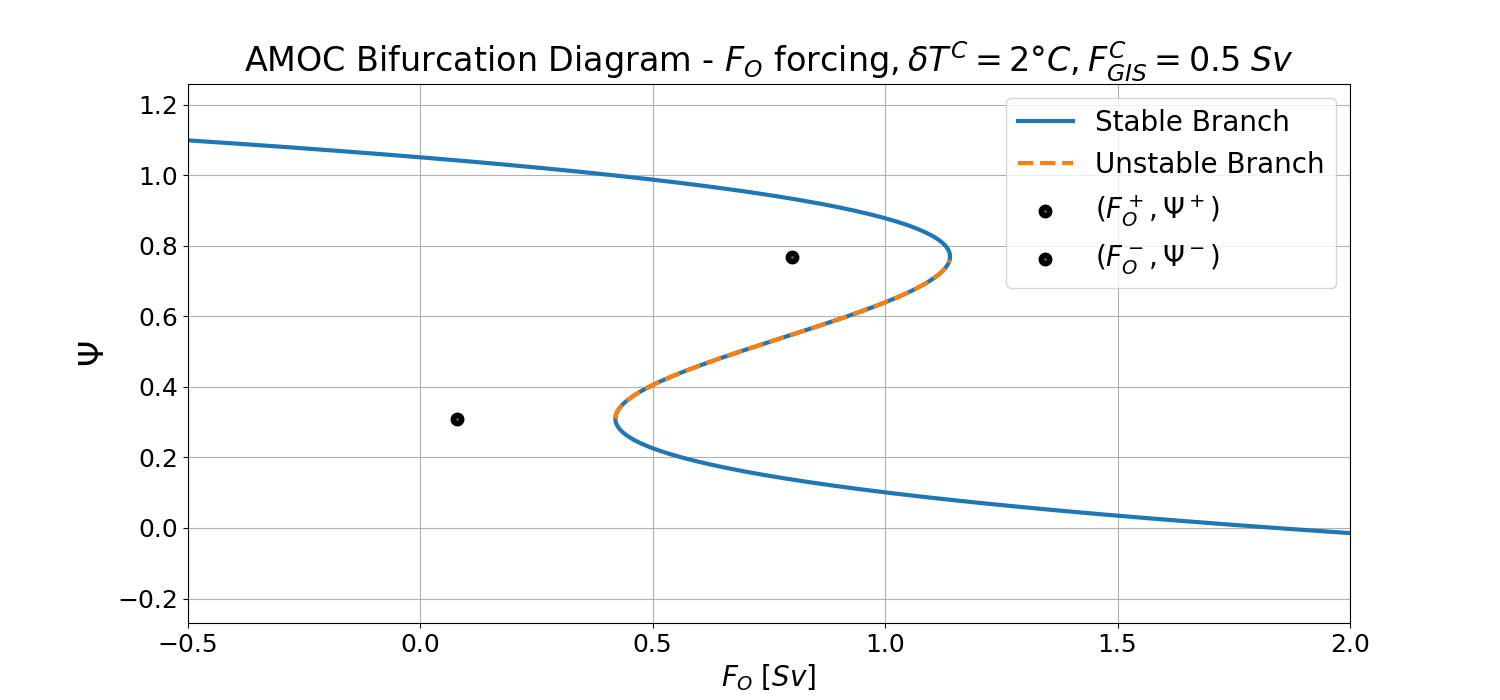 AMOC Bifurcation Diagram - $F_O$ forcing, $\delta T^C = 2°C$, $F_{GIS}^C = 0.5\ Sv$
Stable Branch
Unstable Branch
$(F_O^+, \Psi^+)$
$(F_O^-, \Psi^-)$
Ψ
1.2
1.0
0.8
0.6
0.4
0.2
0.0
−0.2
−0.5 0.0 0.5 1.0 1.5 2.0
$F_O$ [$Sv$]